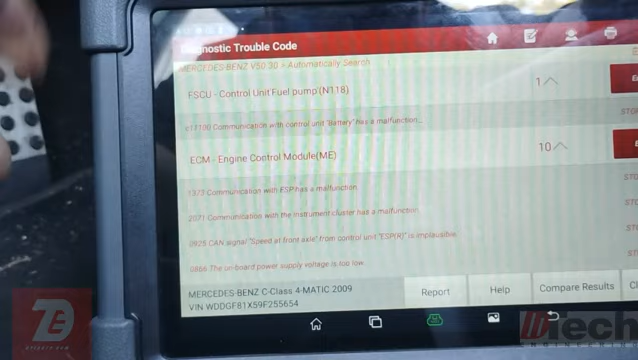 Diagnostic Trouble Code
MERCEDES-BENZ V50.30 > Automatically Search
FSCU - Control Unit Fuel pump (N118)
1
c11100 Communication with control unit "Battery" has a malfunction...
ECM - Engine Control Module(ME)
10
1373 Communication with ESP has a malfunction
2071 Communication with the instrument cluster has a malfunction
0925 CAN signal "Speed at front axle" from control unit "ESP(R)" is implausible.
0866 The on-board power supply voltage is too low
MERCEDES-BENZ C-Class 4-MATIC 2009
VIN WDDGF81X59F255654
Report
Help
Compare Results